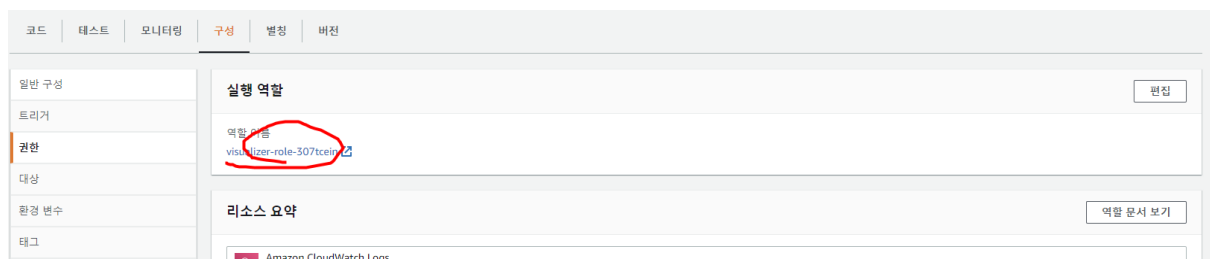 코드 테스트 모니터링 구성 별칭 버전
일반 구성
트리거
권한
대상
환경 변수
태그
실행 역할
편집
역할 이름
visualizer-role-307tcein
리소스 요약
역할 문서 보기
Amazon CloudWatch Logs